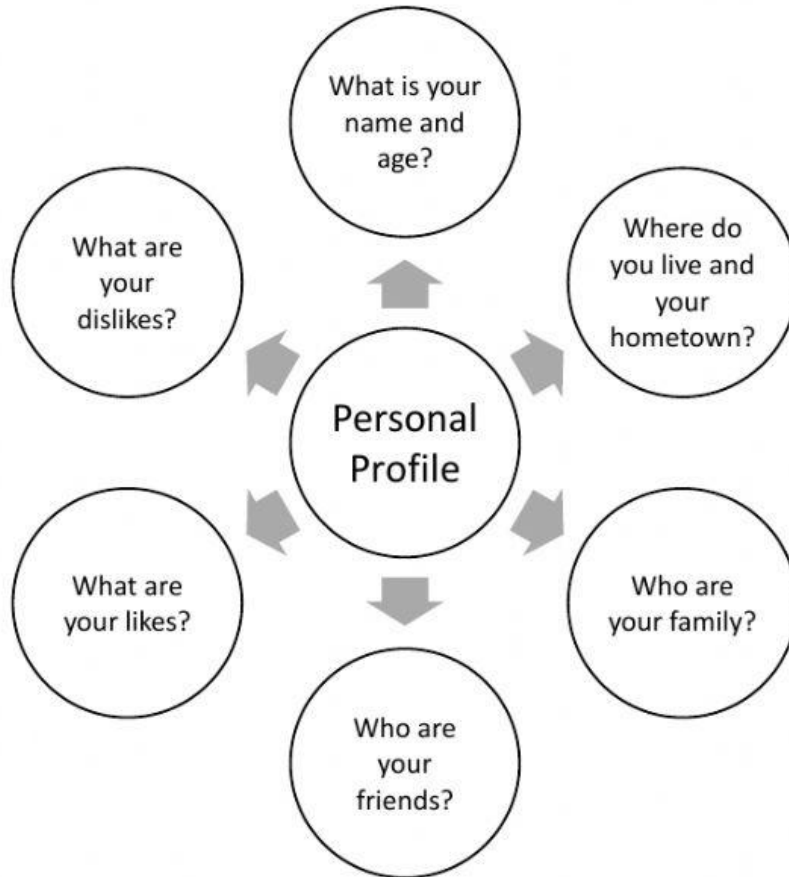 What is your
name and
age?
Where do
you live and
your
hometown?
Who are
your family?
Who are
your
friends?
What are
your likes?
What are
your
dislikes?
Personal
Profile